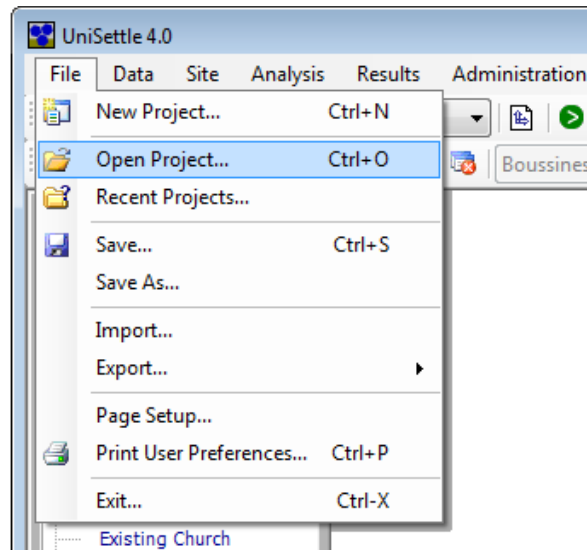 UniSettle 4.0
File Data Site Analysis Results Administration
New Project... Ctrl+N
Open Project... Ctrl+O
Boussines
Recent Projects...
Save... Ctrl+S
Save As...
Import...
Export...
Page Setup...
Print User Preferences... Ctrl+P
Exit... Ctrl-X
Existing Church